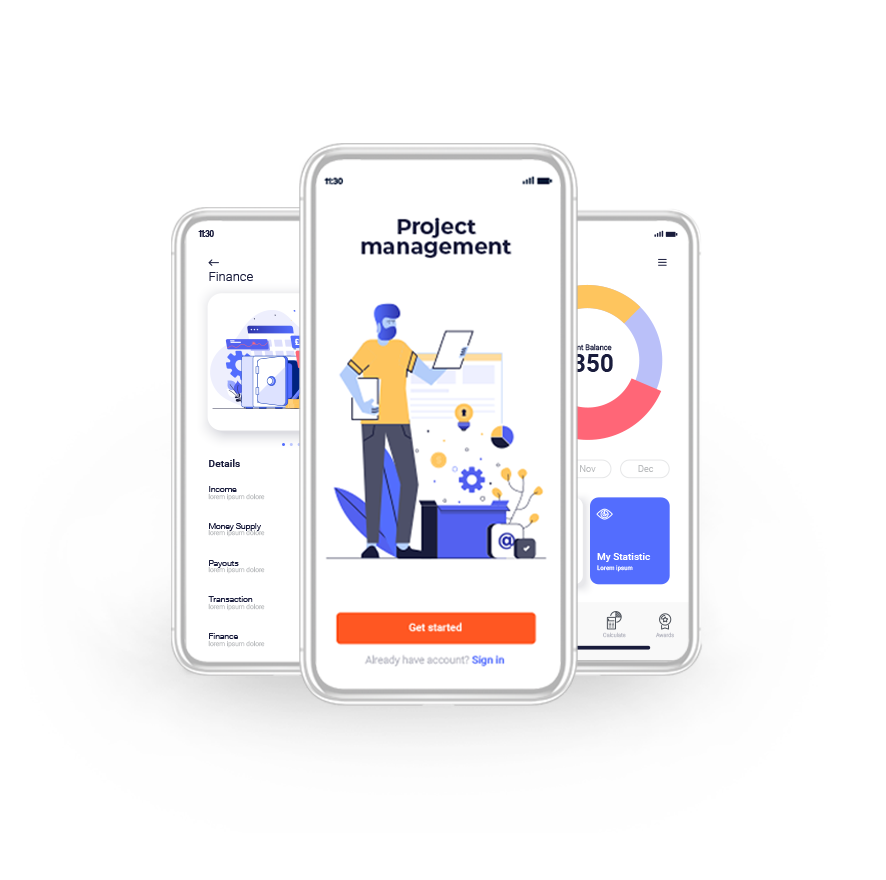 11:30
Finance
Details
Income
lorem ipsum dolore
Money Supply
lorem ipsum dolore
Payouts
lorem ipsum dolore
Transaction
lorem ipsum dolore
Finance
lorem ipsum dolore
11:30
Project
management
@
Get started
Already have account? Sign in
Balance
350
Nov
Dec
My Statistic
Lorem ipsum
Calculate
Awards